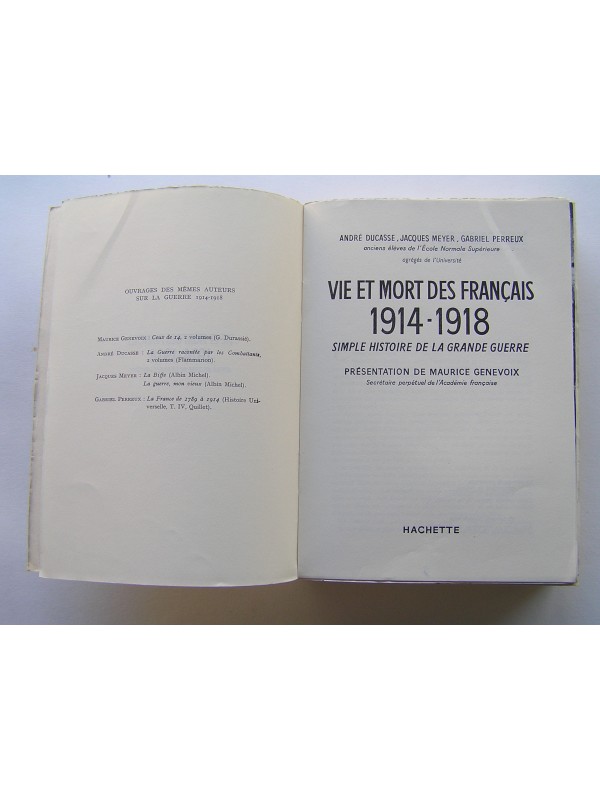 OUVRAGES DES MÊMES AUTEURS
SUR LA GUERRE 1914-1918
MAURICE GENEVOIX : Ceux de 14, 2 volumes (G. Durassié).
ANDRÉ DUCASSE : La Guerre racontée par les Combattants,
2 volumes (Flammarion).
JACQUES MEYER : La Biffe (Albin Michel).
La guerre, mon vieux (Albin Michel).
GABRIEL PERREUX : La France de 1789 à 1914 (Histoire Uni-
verselle, T. IV, Quillet).
ANDRÉ DUCASSE, JACQUES MEYER, GABRIEL PERREUX
anciens élèves de l'École Normale Supérieure
agrégés de l'Université
VIE ET MORT DES FRANÇAIS
1914-1918
SIMPLE HISTOIRE DE LA GRANDE GUERRE
PRÉSENTATION DE MAURICE GENEVOIX
Secrétaire perpétuel de l'Académie française
HACHETTE